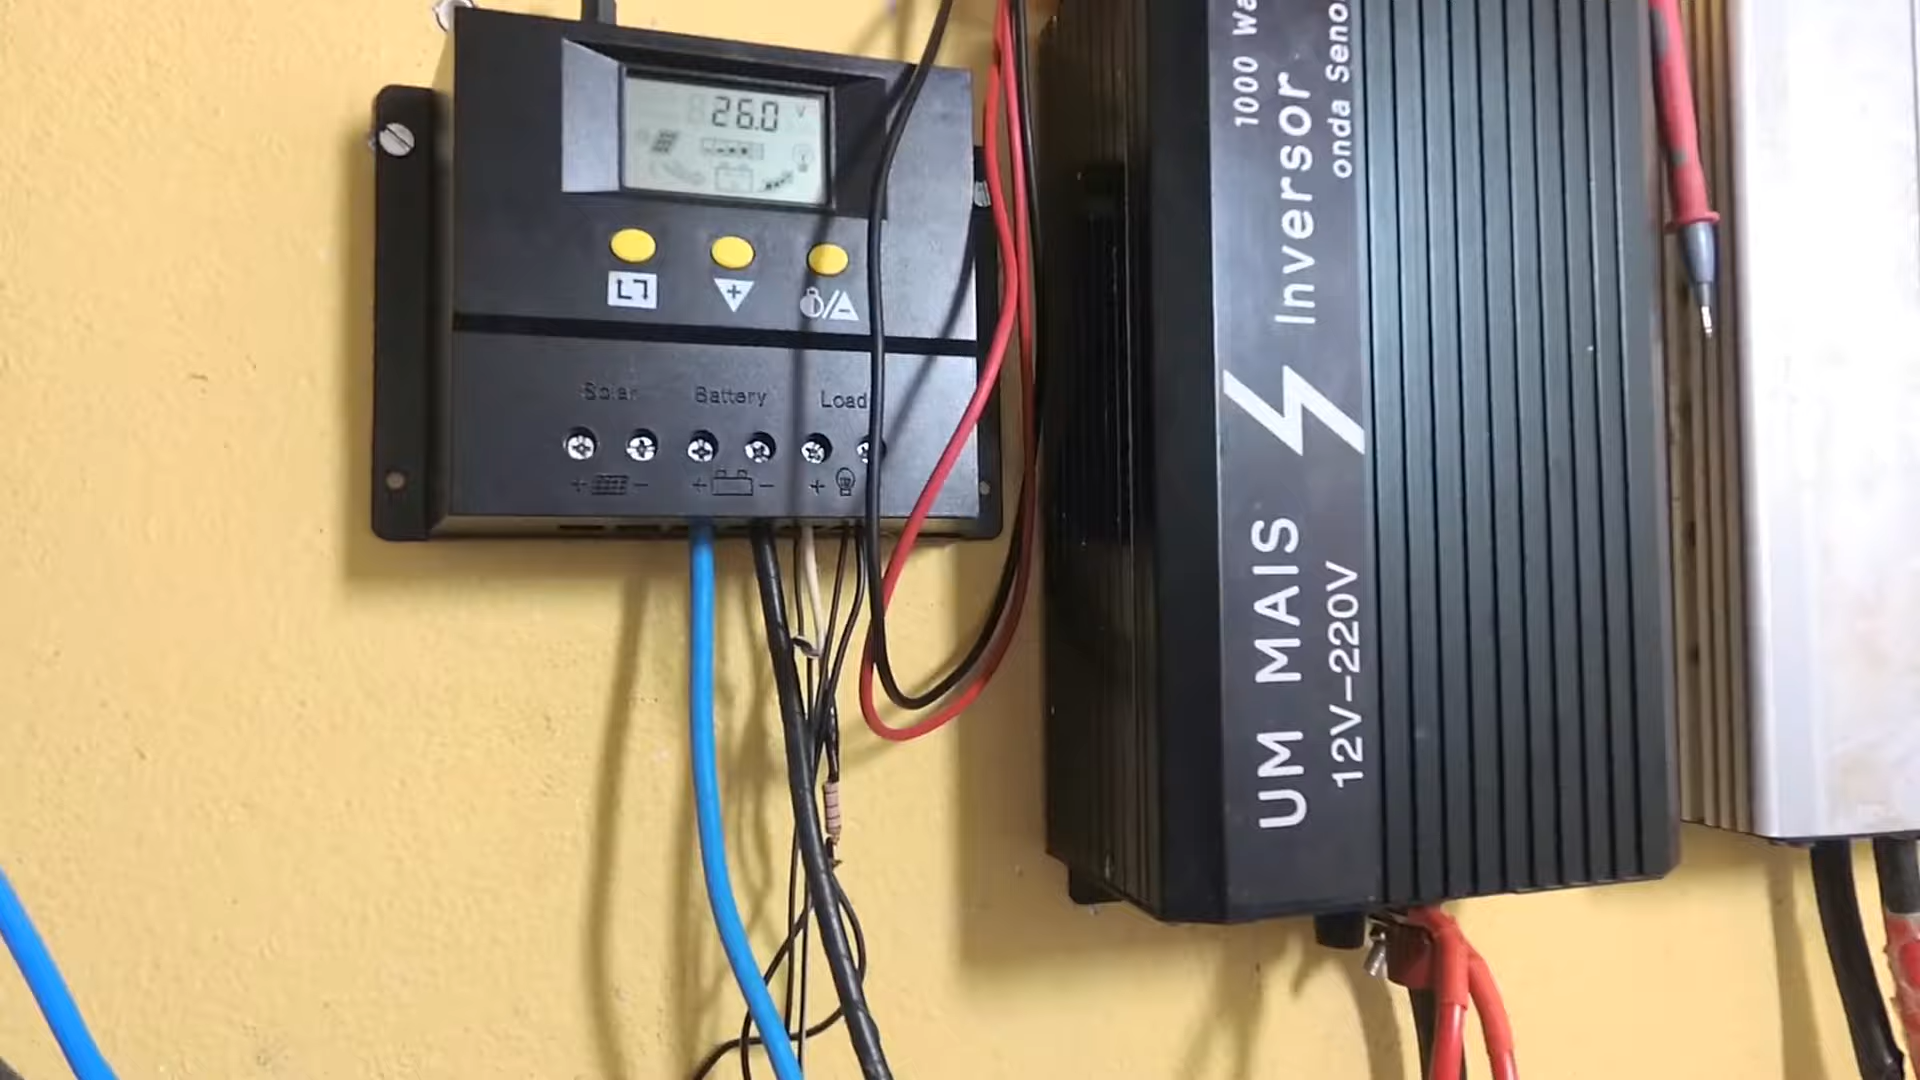 26.0 V
Solar Battery Load
+ - + - +
1000 Wa
Inversor
onda Seno
UM MAIS
12V-220V